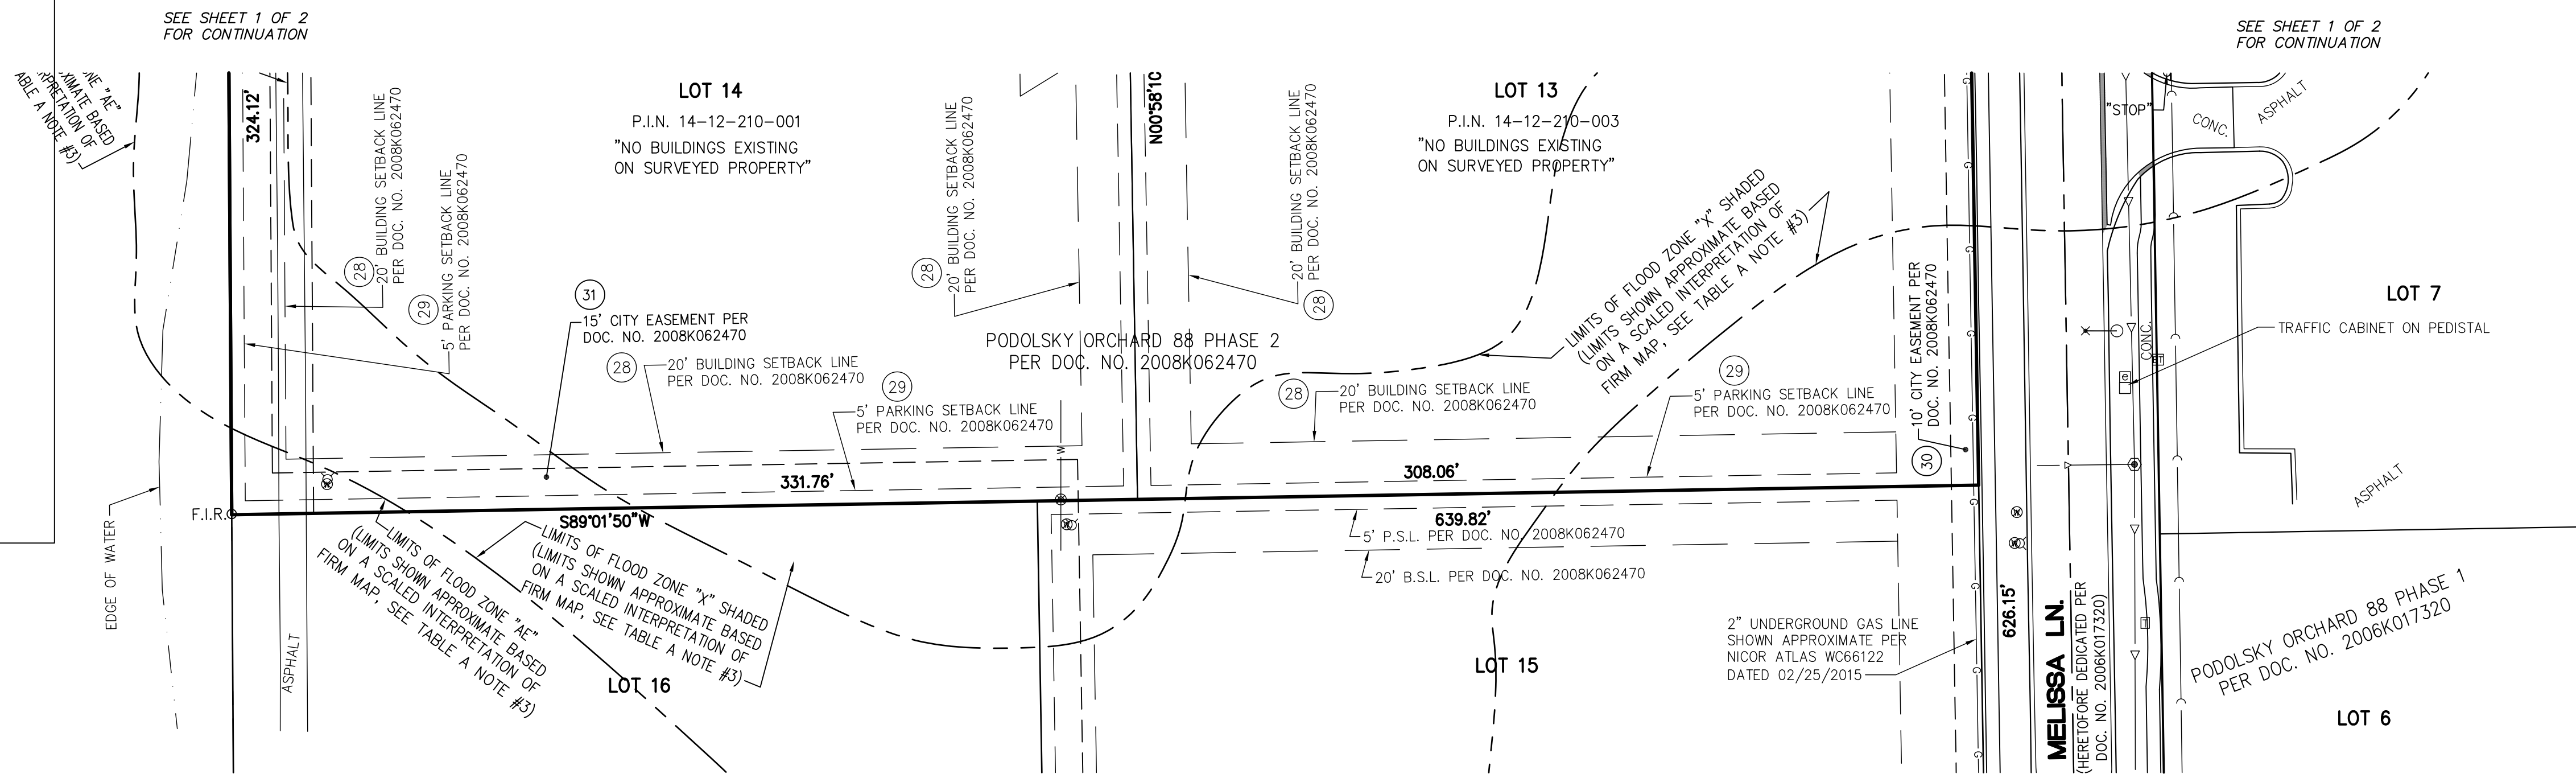 SEE SHEET 1 OF 2
FOR CONTINUATION
SEE SHEET 1 OF 2
FOR CONTINUATION
NE "AE"
XIMATE BASED
RPRETATION OF
ABLE A NOTE #3)
324.12'
20' BUILDING SETBACK LINE
PER DOC. NO. 2008K062470
28
5' PARKING SETBACK LINE
PER DOC. NO. 2008K062470
29
LOT 14
P.I.N. 14-12-210-001
"NO BUILDINGS EXISTING
ON SURVEYED PROPERTY"
31
15' CITY EASEMENT PER
DOC. NO. 2008K062470
28
20' BUILDING SETBACK LINE
PER DOC. NO. 2008K062470
29
5' PARKING SETBACK LINE
PER DOC. NO. 2008K062470
20' BUILDING SETBACK LINE
PER DOC. NO. 2008K062470
28
N00°58'10
20' BUILDING SETBACK LINE
PER DOC. NO. 2008K062470
28
PODOLSKY ORCHARD 88 PHASE 2
PER DOC. NO. 2008K062470
LOT 13
P.I.N. 14-12-210-003
"NO BUILDINGS EXISTING
ON SURVEYED PROPERTY"
LIMITS OF FLOOD ZONE "X" SHADED
(LIMITS SHOWN APPROXIMATE BASED
ON A SCALED INTERPRETATION OF
FIRM MAP, SEE TABLE A NOTE #3)
28
20' BUILDING SETBACK LINE
PER DOC. NO. 2008K062470
29
5' PARKING SETBACK LINE
PER DOC. NO. 2008K062470
10' CITY EASEMENT PER
DOC. NO. 2008K062470
30
"STOP"
CONC.
ASPHALT
LOT 7
TRAFFIC CABINET ON PEDISTAL
CONC.
e
ET
T
ASPHALT
W
G
G
G
G
G
G
G
331.76'
308.06'
F.I.R.
S89°01'50"W
639.82'
5' P.S.L. PER DOC. NO. 2008K062470
20' B.S.L. PER DOC. NO. 2008K062470
EDGE OF WATER
ASPHALT
LIMITS OF FLOOD ZONE "AE"
(LIMITS SHOWN APPROXIMATE BASED
ON A SCALED INTERPRETATION OF
FIRM MAP, SEE TABLE A NOTE #3)
LIMITS OF FLOOD ZONE "X" SHADED
(LIMITS SHOWN APPROXIMATE BASED
ON A SCALED INTERPRETATION OF
FIRM MAP, SEE TABLE A NOTE #3)
LOT 16
LOT 15
2" UNDERGROUND GAS LINE
SHOWN APPROXIMATE PER
NICOR ATLAS WC66122
DATED 02/25/2015
626.15'
MELISSA LN.
(HERETOFORE DEDICATED PER
DOC. NO. 2006K017320)
PODOLSKY ORCHARD 88 PHASE 1
PER DOC. NO. 2006K017320
LOT 6